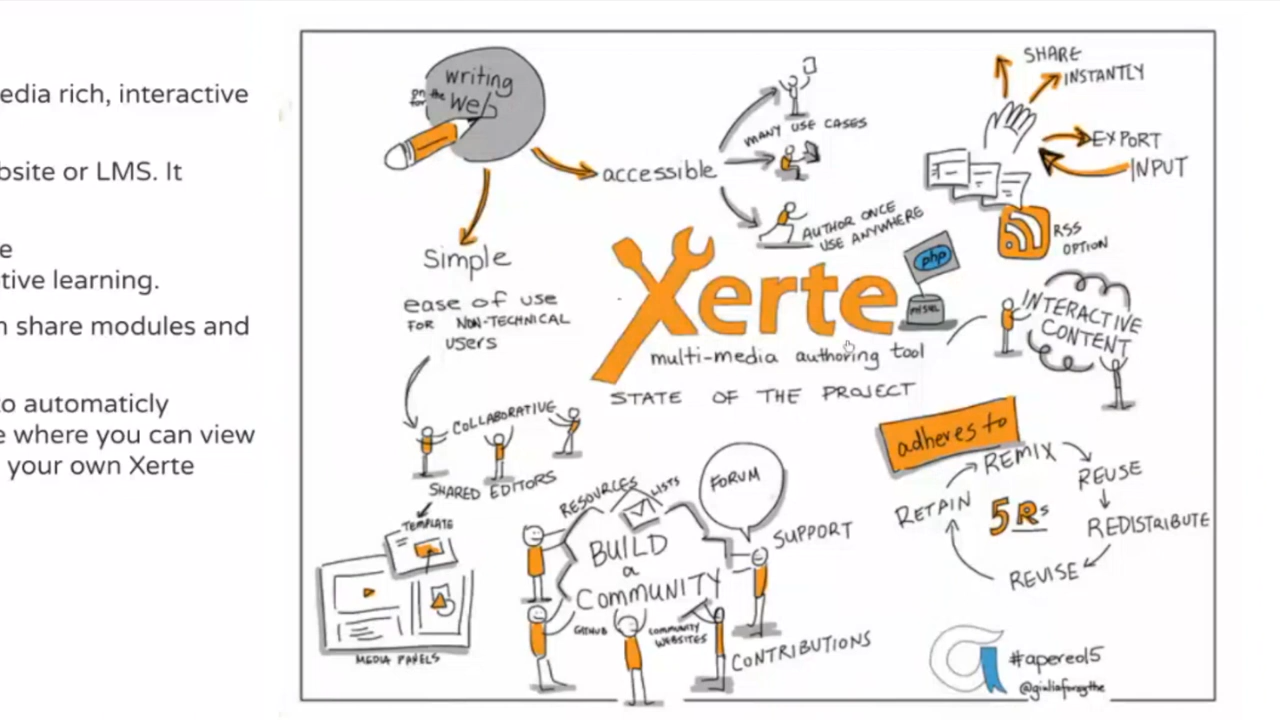 edia rich, interactive
bsite or LMS. It
e
tive learning.
n share modules and
to automaticly
e where you can view
your own Xerte
writing
on
for
the
Web
accessible
MANY USE CASES
AUTHOR ONCE
USE ANYWHERE
SHARE
INSTANTLY
EXPORT
INPUT
RSS
OPTION
Simple
ease of use
FOR NON-TECHNICAL
users
Xerte
php
MYSQL
multi-media authoring tool
STATE OF THE PROJECT
INTERACTIVE
CONTENT
COLLABORATIVE
SHARED EDITORS
TEMPLATE
MEDIA PANELS
RESOURCES
LISTS
FORUM
BUILD
a
COMMUNITY
SUPPORT
GITHUB
COMMUNITY
WEBSITES
CONTRIBUTIONS
adheres to
REMIX
REUSE
RETAIN
5Rs
REDISTRIBUTE
REVISE
#apereo15
@giuliaforsythe